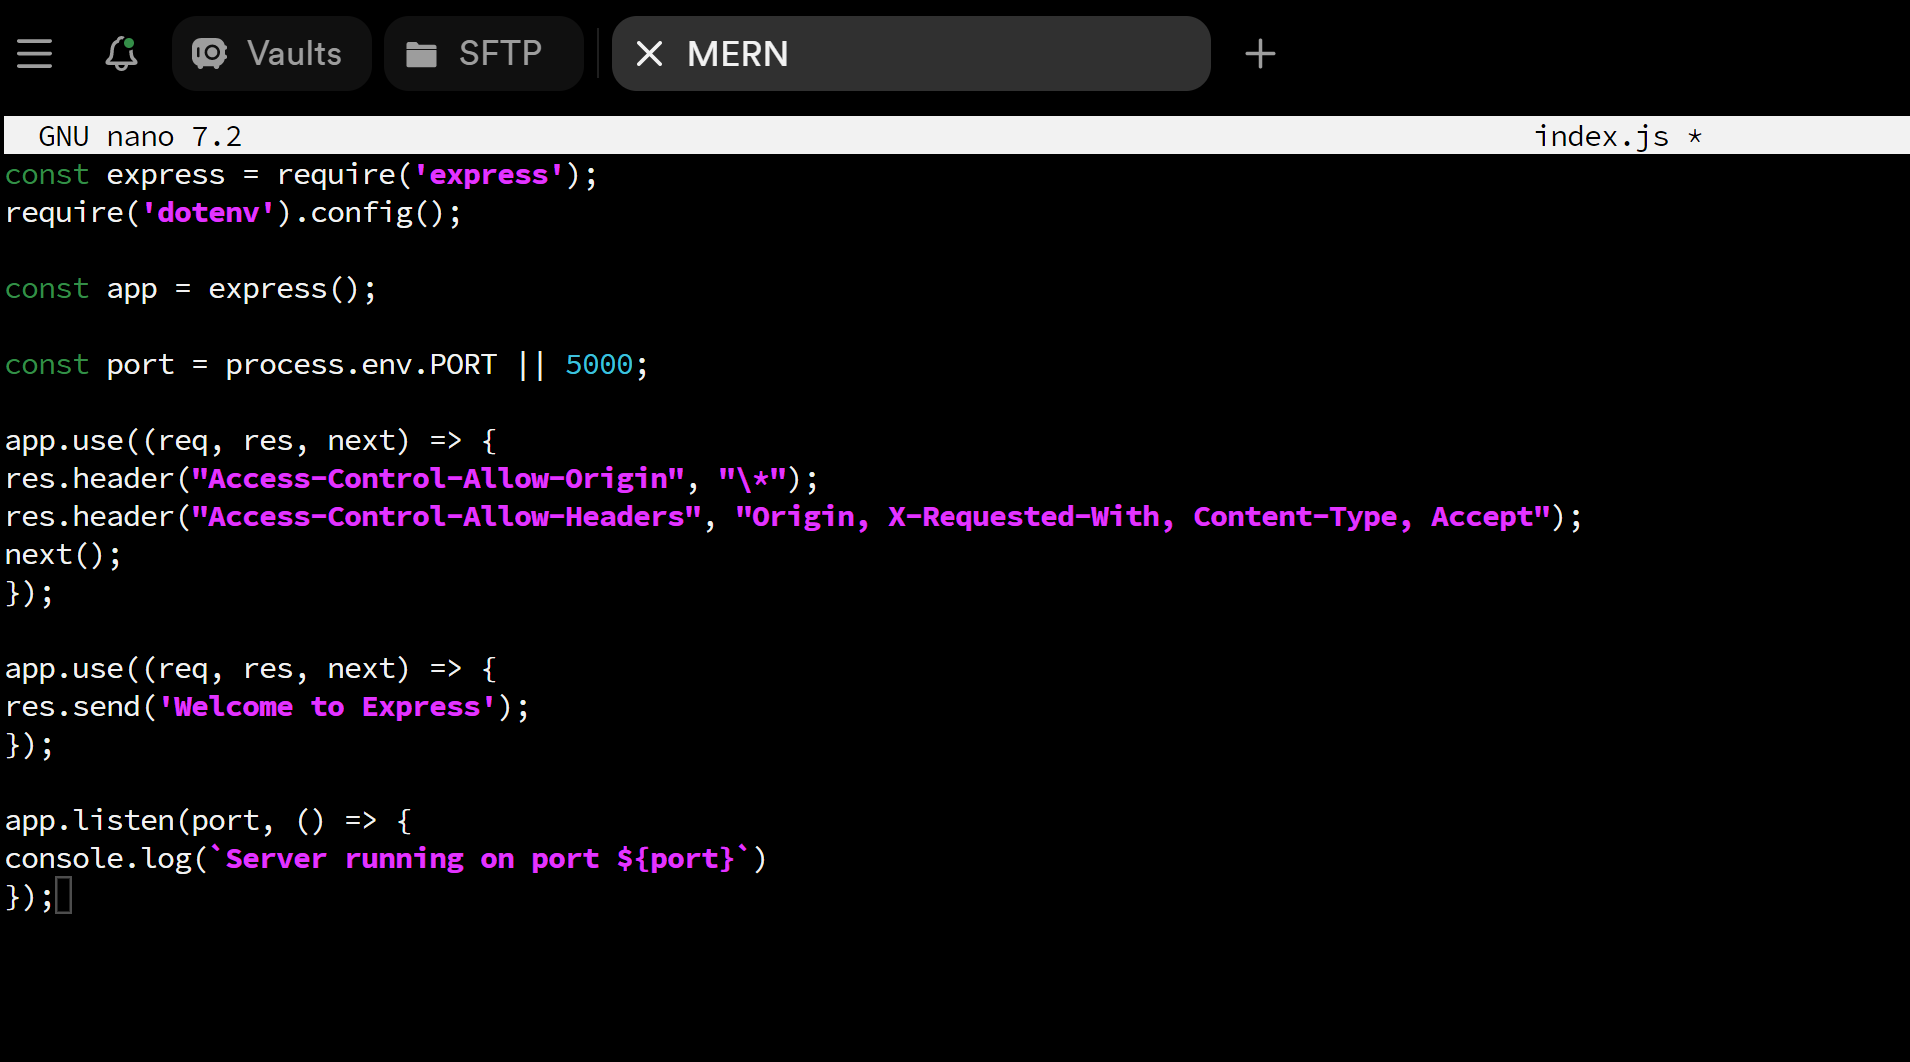 Vaults SFTP MERN
GNU nano 7.2 index.js *
const express = require('express');
require('dotenv').config();
const app = express();
const port = process.env.PORT || 5000;
app.use((req, res, next) => {
res.header("Access-Control-Allow-Origin", "\*");
res.header("Access-Control-Allow-Headers", "Origin, X-Requested-With, Content-Type, Accept");
next();
});
app.use((req, res, next) => {
res.send('Welcome to Express');
});
app.listen(port, () => {
console.log(`Server running on port ${port}`)
});